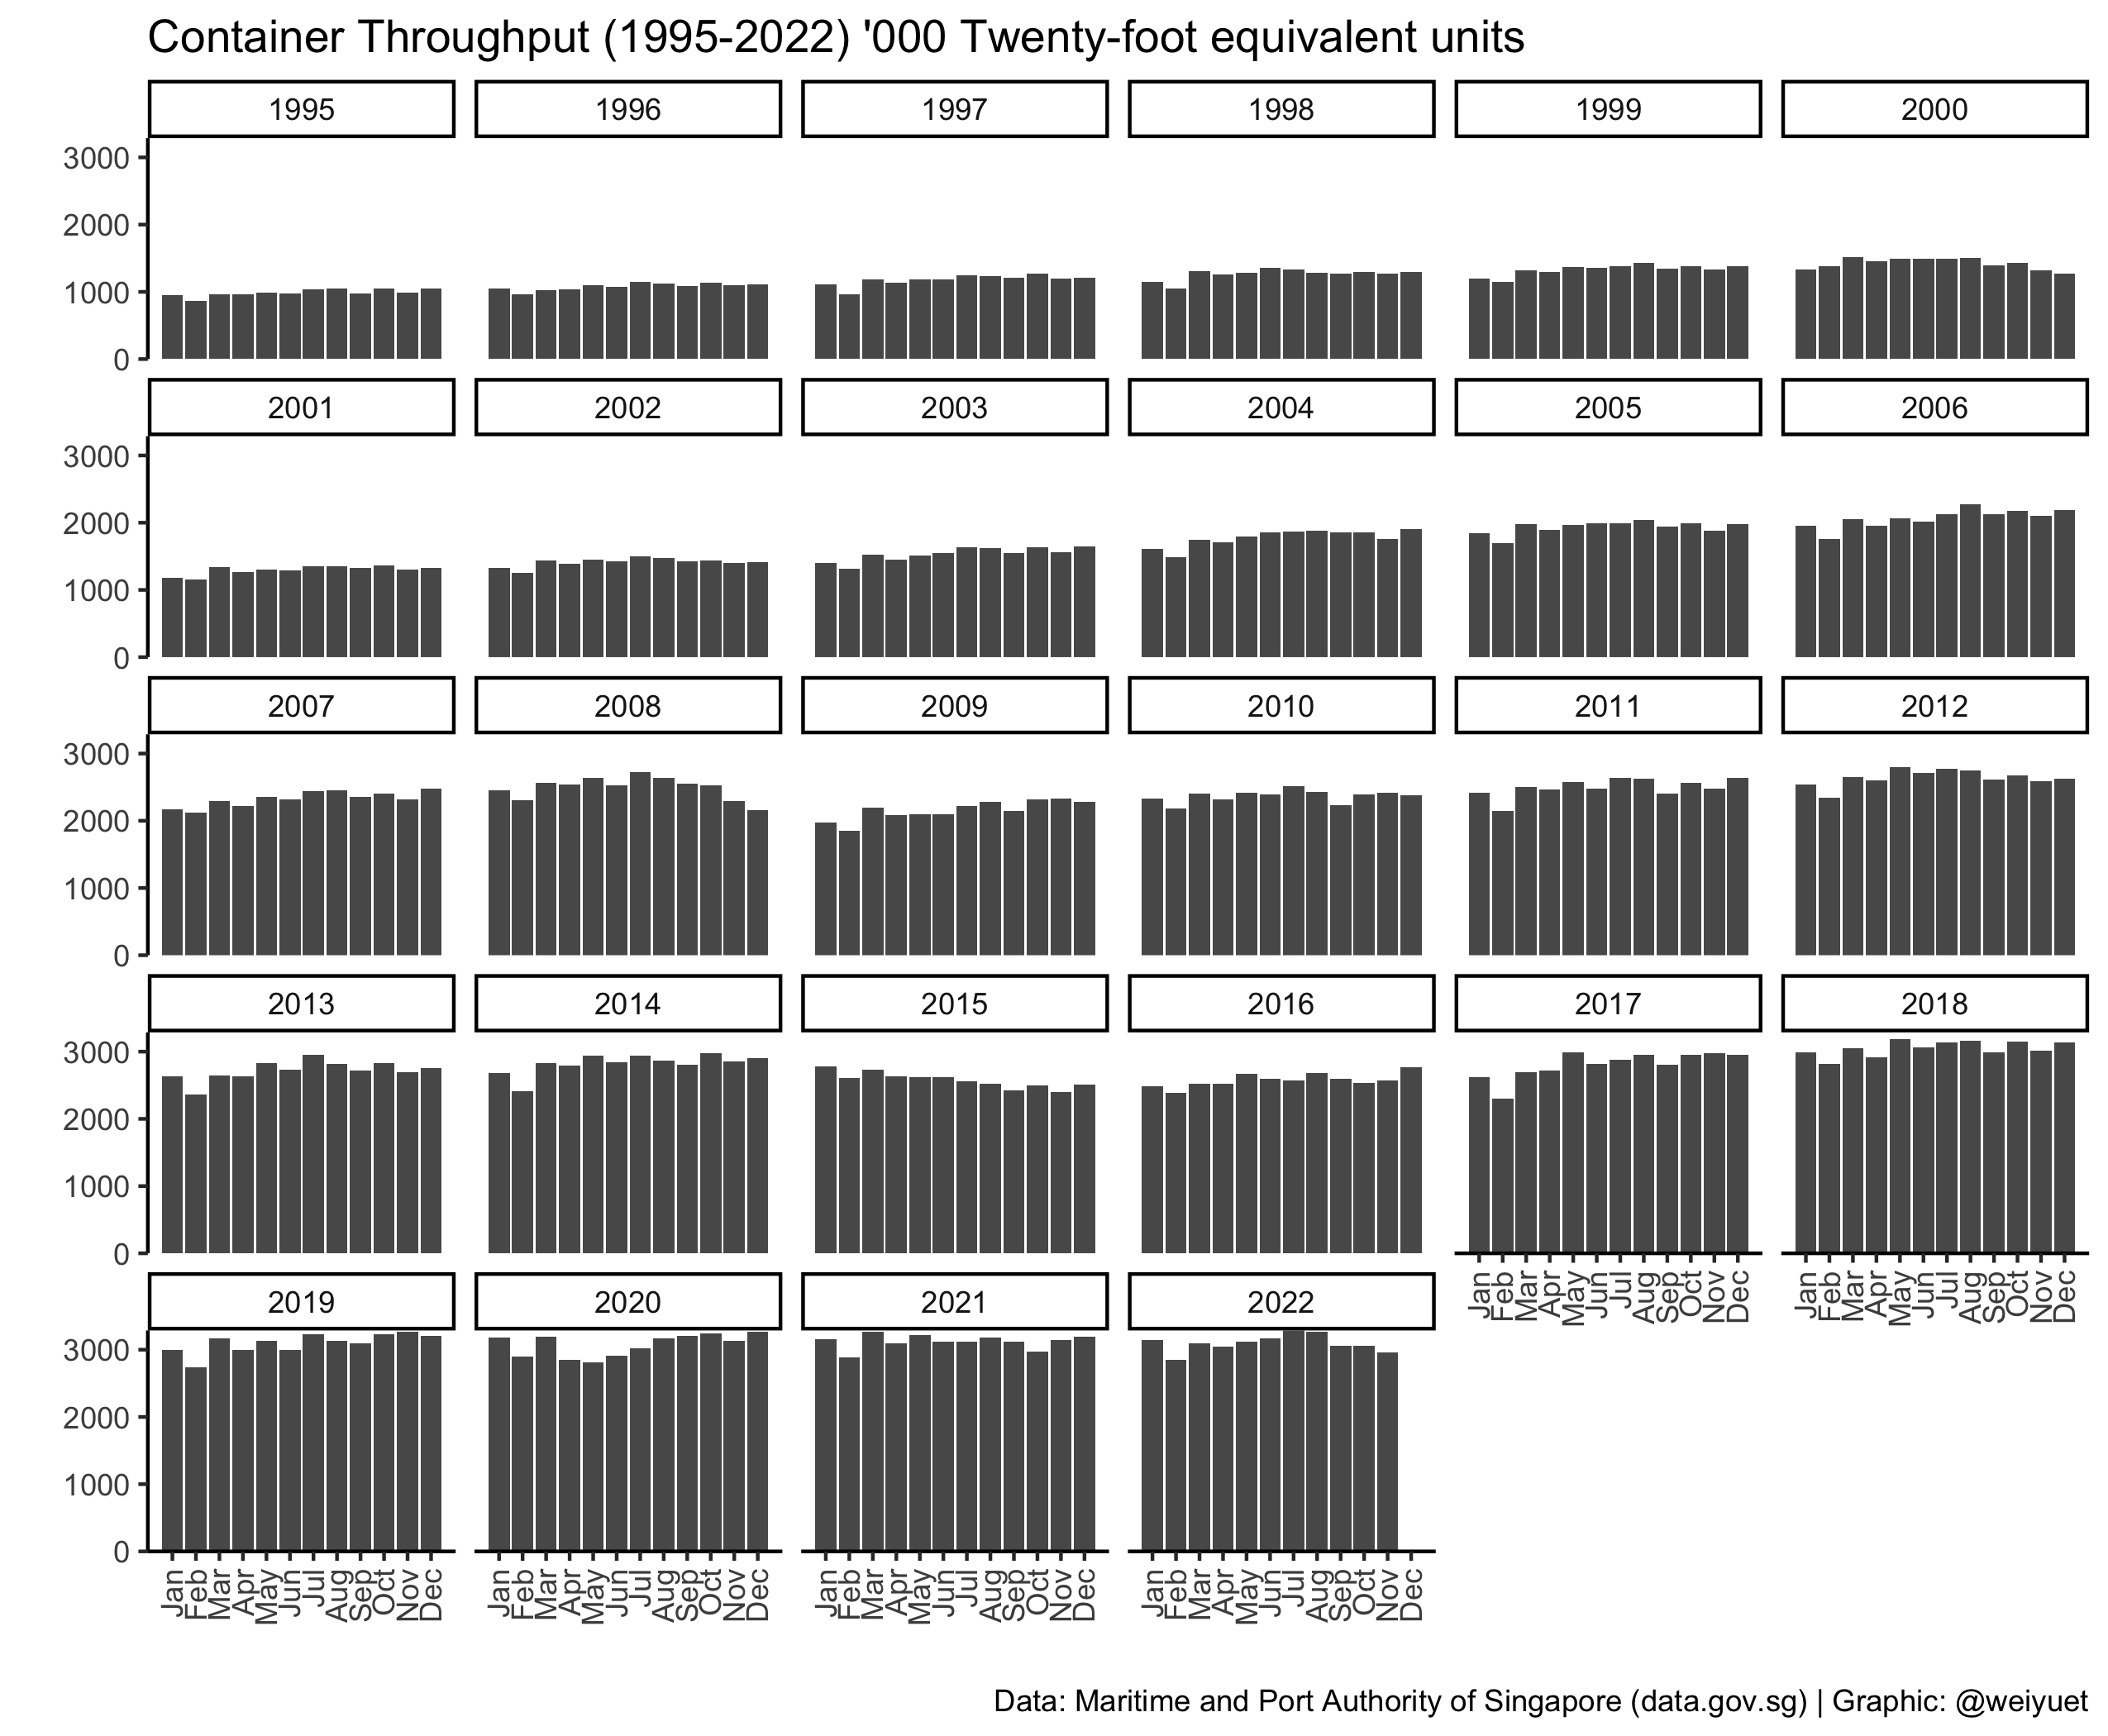 Container Throughput (1995-2022) '000 Twenty-foot equivalent units
1995 1996 1997 1998 1999 2000
3000
2000
1000
0
2001 2002 2003 2004 2005 2006
3000
2000
1000
0
2007 2008 2009 2010 2011 2012
3000
2000
1000
0
2013 2014 2015 2016 2017 2018
3000
2000
1000
0
Jan Feb Mar Apr May Jun Jul Aug Sep Oct Nov Dec Jan Feb Mar Apr May Jun Jul Aug Sep Oct Nov Dec
2019 2020 2021 2022
3000
2000
1000
0
Jan Feb Mar Apr May Jun Jul Aug Sep Oct Nov Dec Jan Feb Mar Apr May Jun Jul Aug Sep Oct Nov Dec Jan Feb Mar Apr May Jun Jul Aug Sep Oct Nov Dec Jan Feb Mar Apr May Jun Jul Aug Sep Oct Nov Dec
Data: Maritime and Port Authority of Singapore (data.gov.sg) | Graphic: @weiyuet